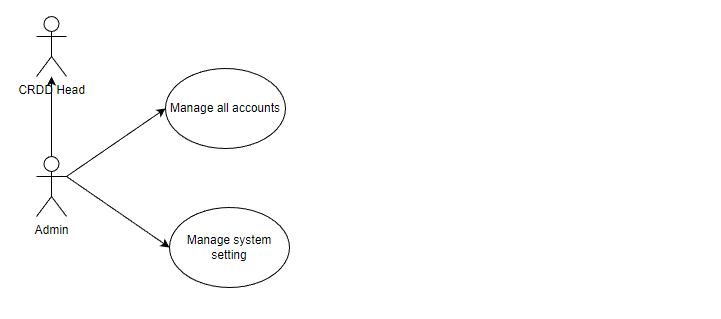 CRDD Head
Manage all accounts
Admin
Manage system
setting